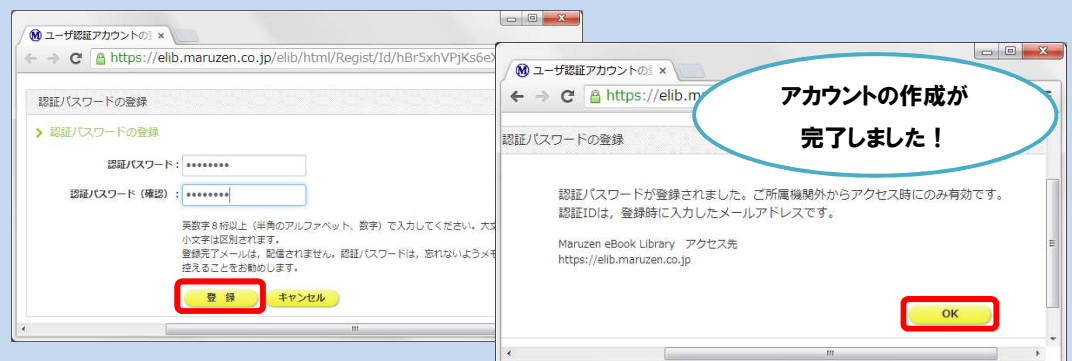 ユーザ認証アカウントの
https://elib.maruzen.co.jp/elib/html/Regist/Id/hBr5xhVPjKs6e
認証パスワードの登録
認証パスワードの登録
認証パスワード：
認証パスワード（確認）：
英数字８桁以上（半角のアルファベット、数字）で入力してください。大
小文字は区別されます。
登録完了メールは，配信されません。認証パスワードは，忘れないようメモ
控えることをお勧めします。
登 録
キャンセル
ユーザ認証アカウントの
https://elib.m
アカウントの作成が
完了しました！
認証パスワードの登録
認証パスワードが登録されました。ご所属機関外からアクセス時にのみ有効です。
認証IDは，登録時に入力したメールアドレスです。
Maruzen eBook Library　アクセス先
https://elib.maruzen.co.jp
OK